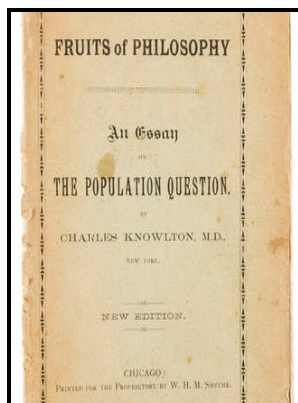 FRUITS of PHILOSOPHY
An Essay
ON
THE POPULATION QUESTION.
BY
CHARLES KNOWLTON, M.D.,
NEW YORK.
NEW EDITION.
CHICAGO:
PRINTED FOR THE PROPRIETORS BY W. H. M. SMYTHE.